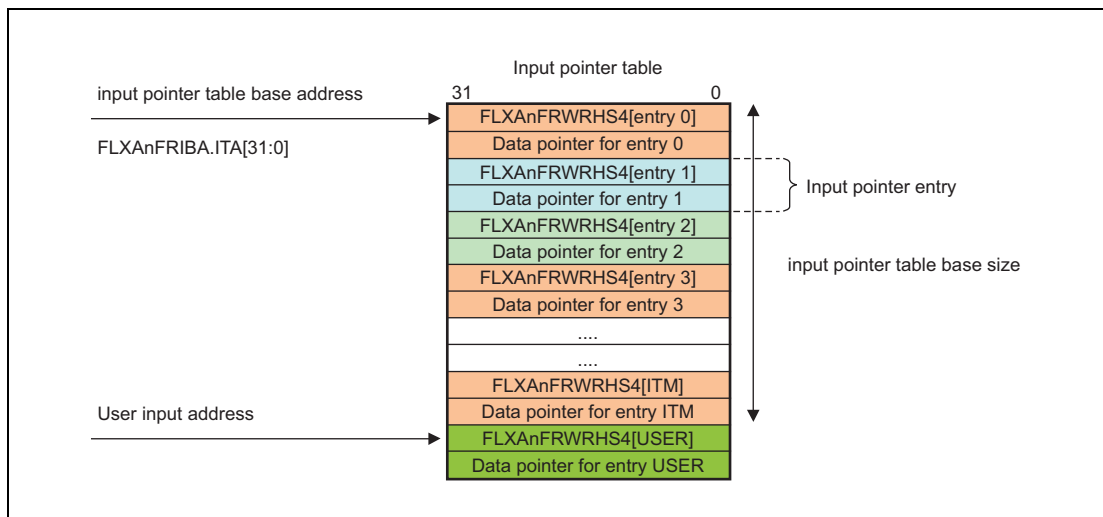 Input pointer table
31 0
input pointer table base address
FLXAnFRIBA.ITA[31:0]
FLXAnFRWRHS4[entry 0]
Data pointer for entry 0
FLXAnFRWRHS4[entry 1]
Data pointer for entry 1
Input pointer entry
FLXAnFRWRHS4[entry 2]
Data pointer for entry 2
input pointer table base size
FLXAnFRWRHS4[entry 3]
Data pointer for entry 3
....
....
FLXAnFRWRHS4[ITM]
Data pointer for entry ITM
User input address
FLXAnFRWRHS4[USER]
Data pointer for entry USER